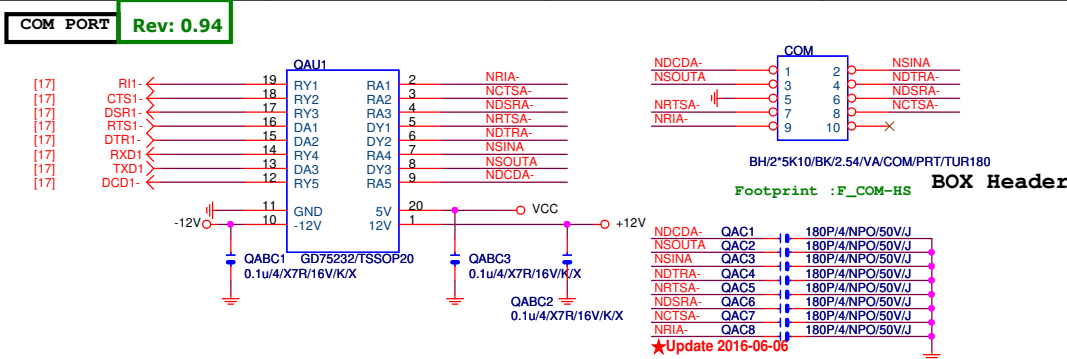 COM PORT Rev: 0.94
QAU1
[17] RI1- 19 RY1 RA1 2 NRIA-
[17] CTS1- 18 RY2 RA2 3 NCTSA-
[17] DSR1- 17 RY3 RA3 4 NDSRA-
[17] RTS1- 16 DA1 DY1 5 NRTSA-
[17] DTR1- 15 DA2 DY2 6 NDTRA-
[17] RXD1 14 RY4 RA4 7 NSINA
[17] TXD1 13 DA3 DY3 8 NSOUTA
[17] DCD1- 12 RY5 RA5 9 NDCDA-
11 GND 5V 20 VCC
-12V 10 -12V 12V 1 +12V
GD75232/TSSOP20
QABC1
0.1u/4/X7R/16V/K/X
QABC3
0.1u/4/X7R/16V/K/X
QABC2
0.1u/4/X7R/16V/K/X
COM
NDCDA- 1 2 NSINA
NSOUTA 3 4 NDTRA-
5 6 NDSRA-
NRTSA- 7 8 NCTSA-
NRIA- 9 10
BH/2*5K10/BK/2.54/VA/COM/PRT/TUR180
Footprint :F_COM-HS BOX Header
NDCDA- QAC1 180P/4/NPO/50V/J
NSOUTA QAC2 180P/4/NPO/50V/J
NSINA QAC3 180P/4/NPO/50V/J
NDTRA- QAC4 180P/4/NPO/50V/J
NRTSA- QAC5 180P/4/NPO/50V/J
NDSRA- QAC6 180P/4/NPO/50V/J
NCTSA- QAC7 180P/4/NPO/50V/J
NRIA- QAC8 180P/4/NPO/50V/J
★Update 2016-06-06